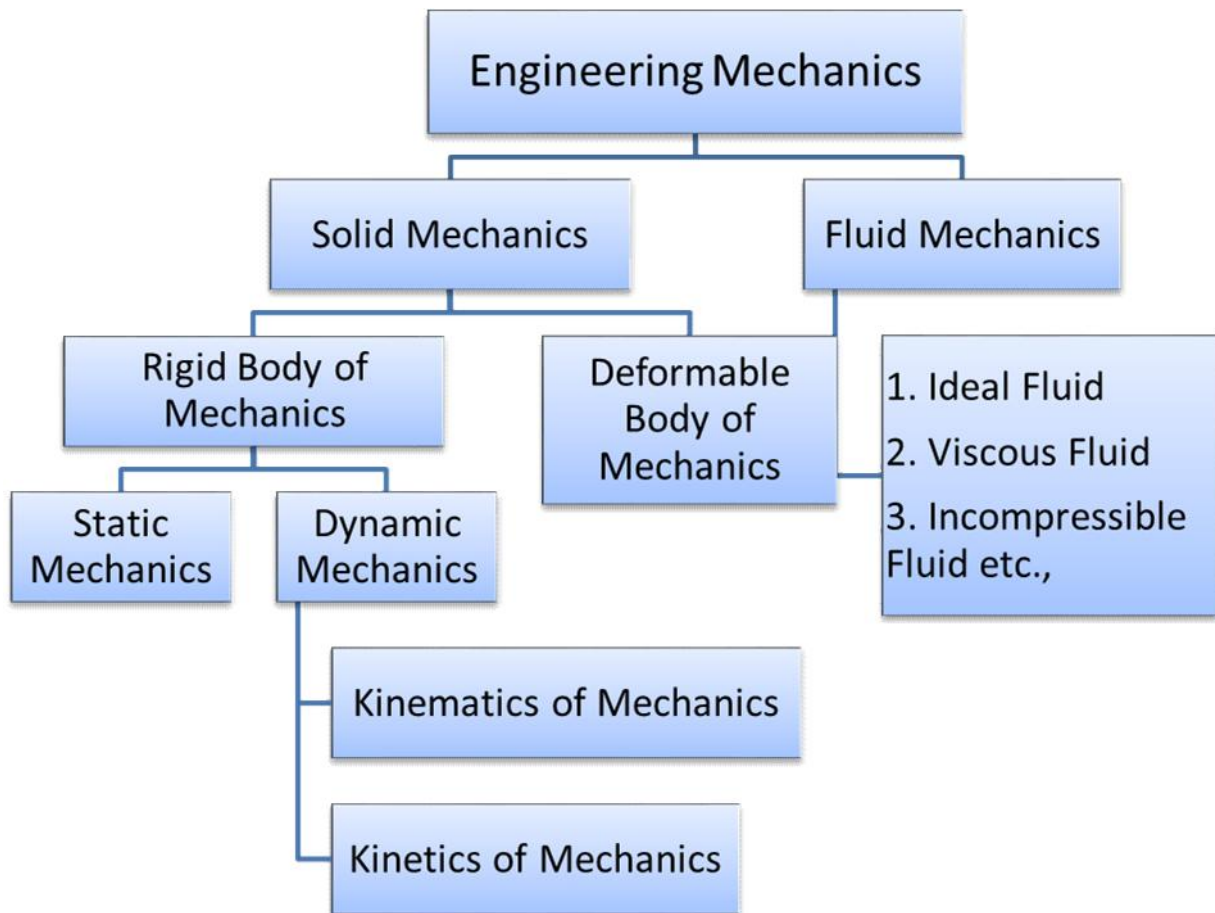 Engineering Mechanics
Solid Mechanics
Fluid Mechanics
Rigid Body of
Mechanics
Deformable
Body of
Mechanics
1. Ideal Fluid
2. Viscous Fluid
3. Incompressible
Fluid etc.,
Static
Mechanics
Dynamic
Mechanics
Kinematics of Mechanics
Kinetics of Mechanics